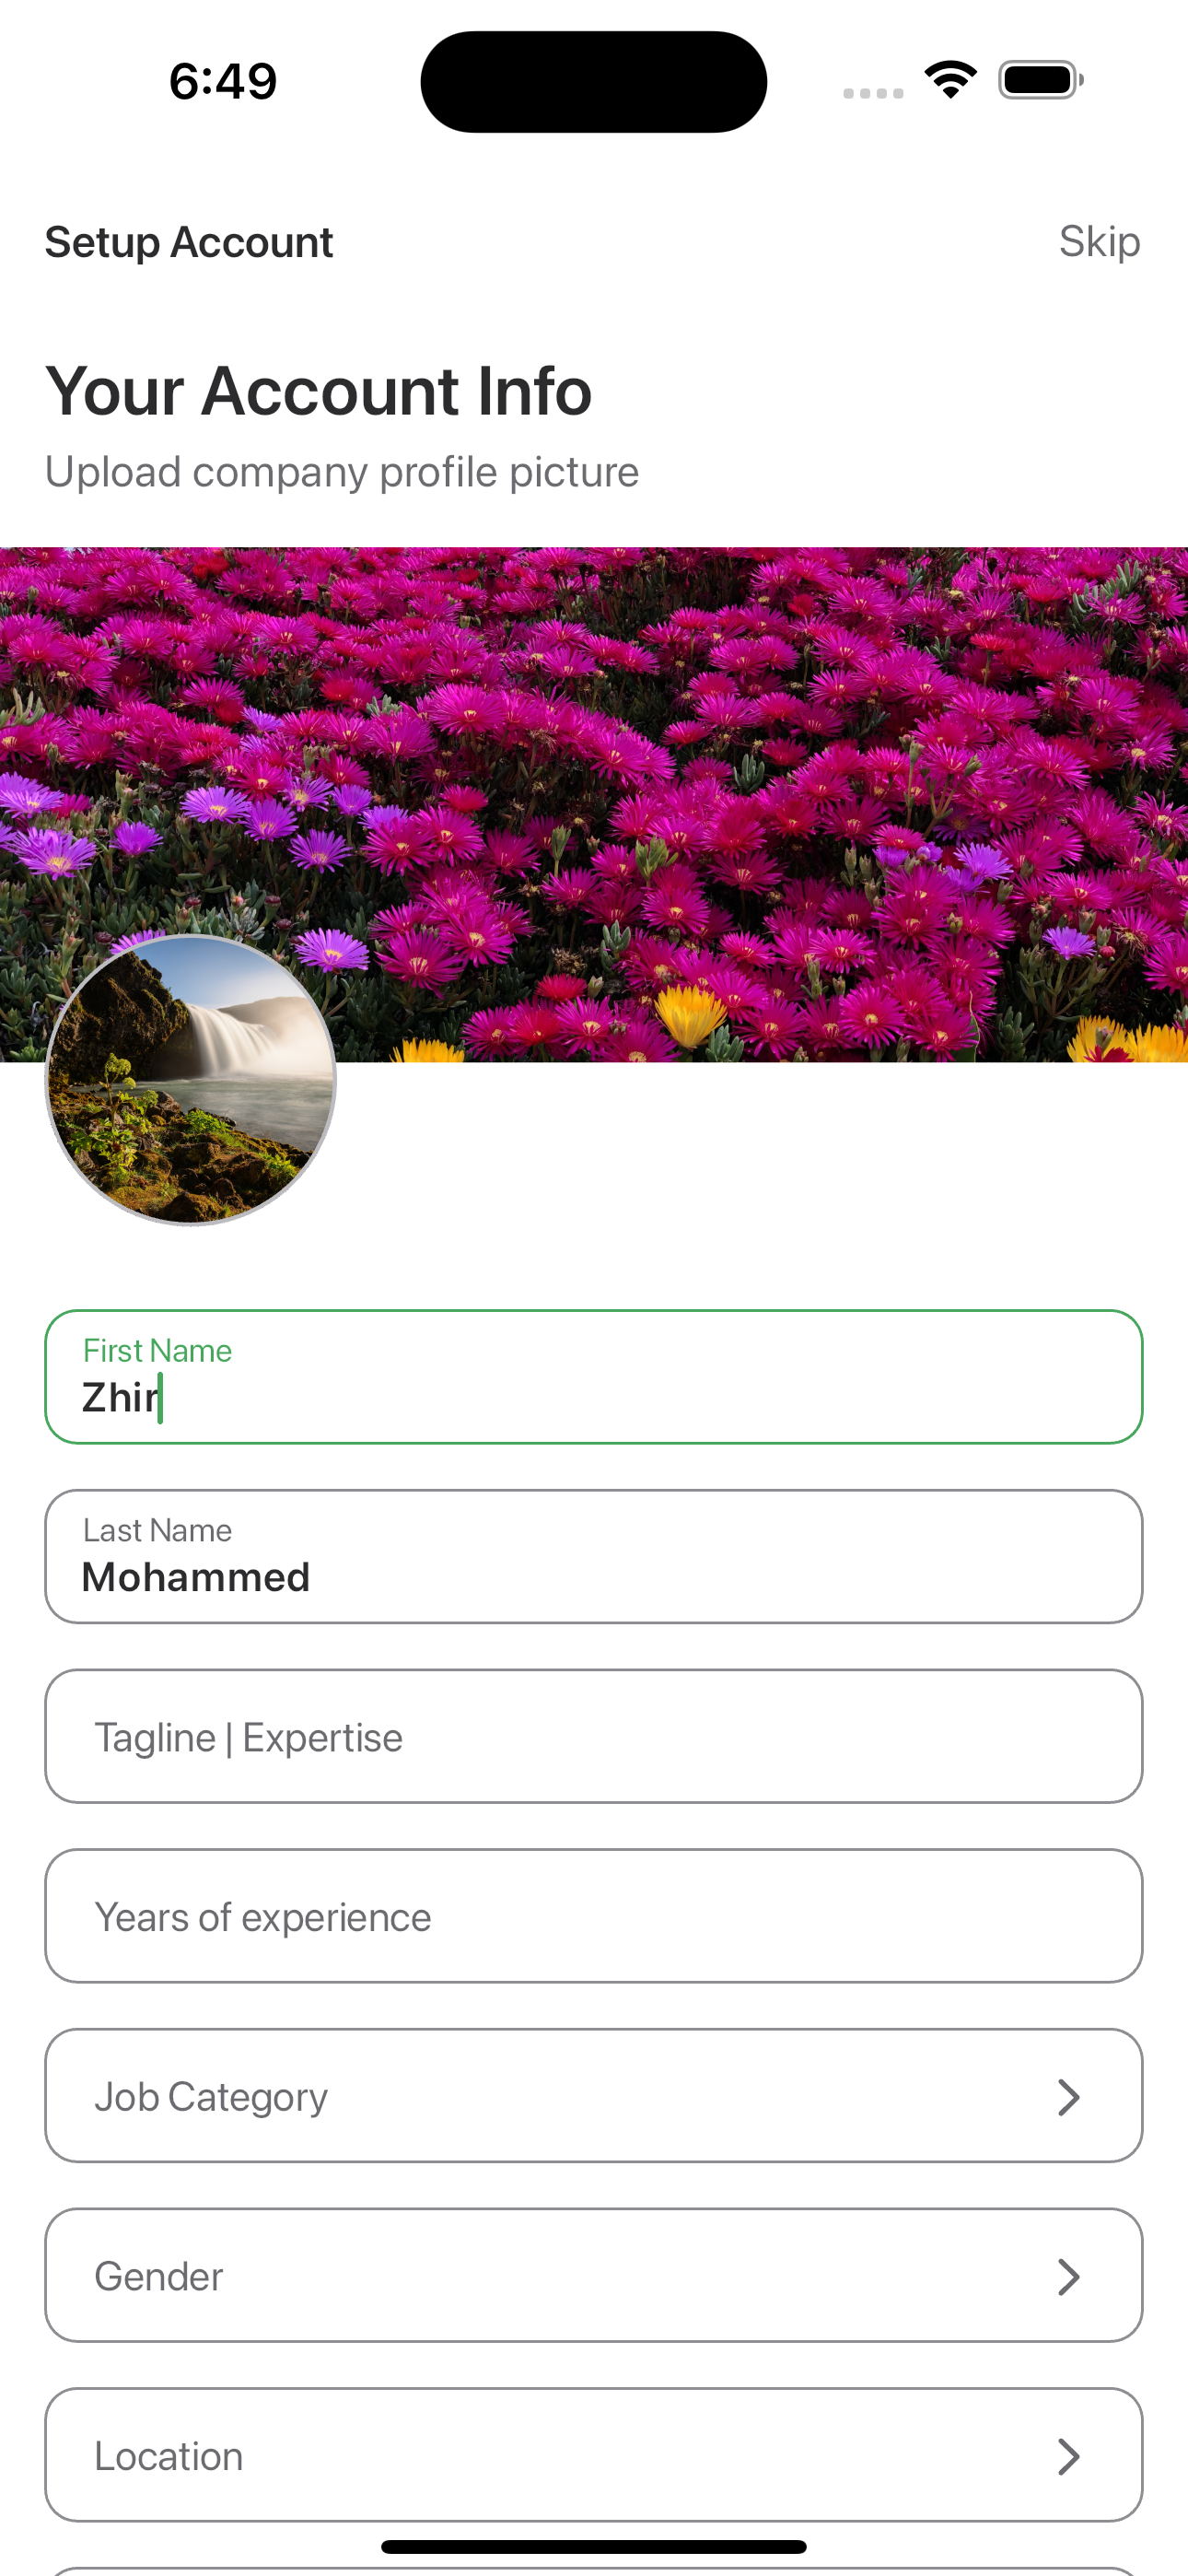 6:49
Setup Account
Skip
Your Account Info
Upload company profile picture
First Name
Zhir
Last Name
Mohammed
Tagline | Expertise
Years of experience
Job Category
Gender
Location